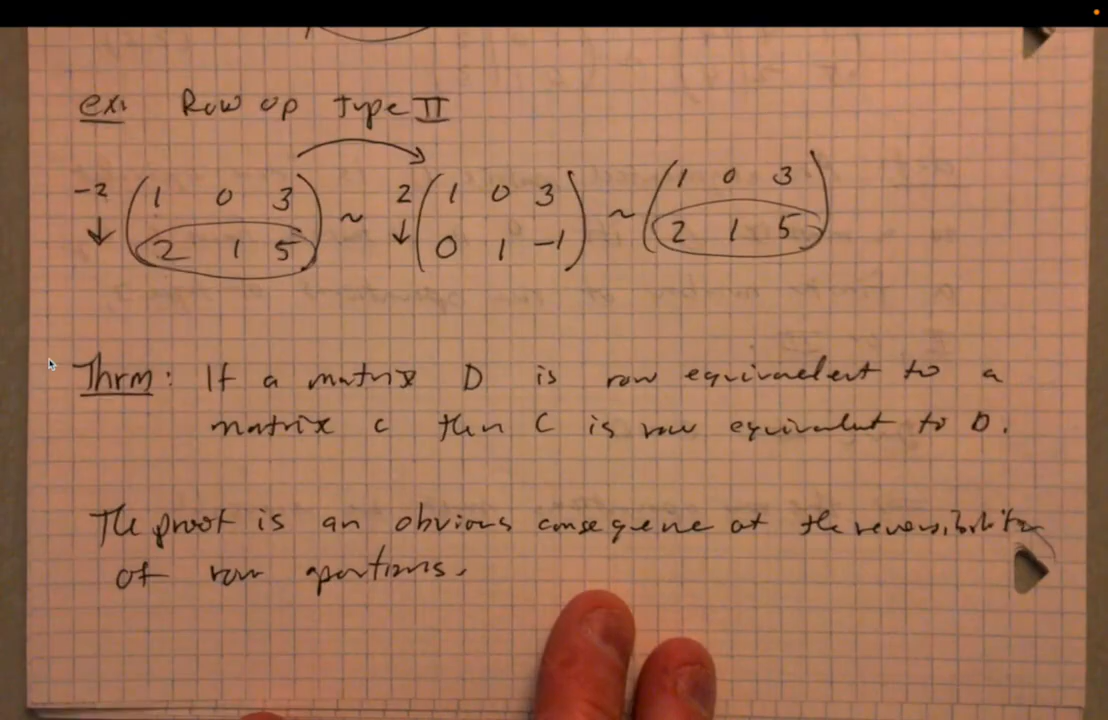 ex: Row op type II
-2 ↓ ( 1 0 3 ) ~ 2 ↓ ( 1 0 3 ) ~ ( 1 0 3 )
( 2 1 5 ) ( 0 1 -1 ) ( 2 1 5 )
Thrm: If a matrix D is row equivalent to a
matrix C then C is row equivalent to D.
The proof is an obvious consequene of the reversibility
of row opertions.